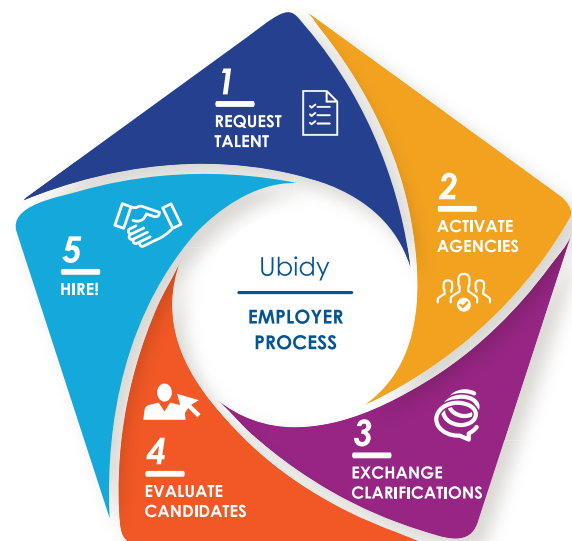 1
REQUEST
TALENT
2
ACTIVATE
AGENCIES
3
EXCHANGE
CLARIFICATIONS
4
EVALUATE
CANDIDATES
5
HIRE!
Ubidy
EMPLOYER
PROCESS